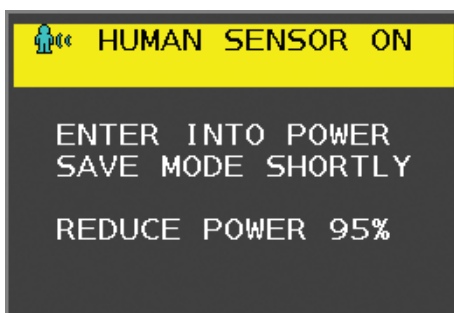 HUMAN SENSOR ON
ENTER INTO POWER
SAVE MODE SHORTLY
REDUCE POWER 95%